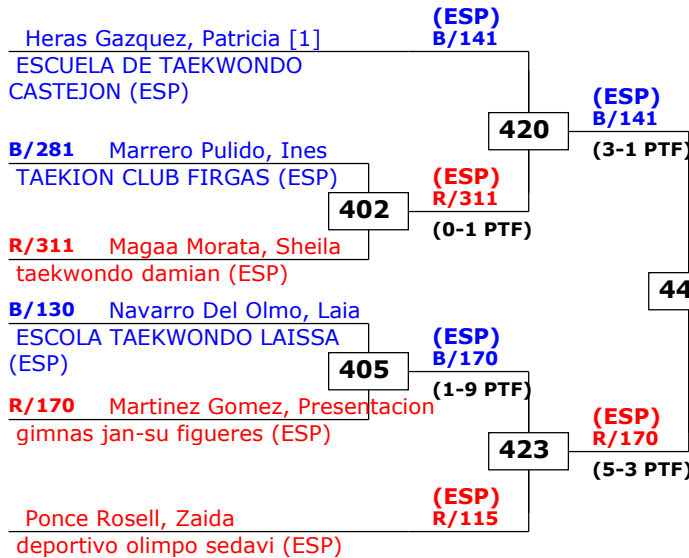 Heras Gazquez, Patricia [1]
ESCUELA DE TAEKWONDO
CASTEJON (ESP)
(ESP)
B/141
420
(ESP)
B/141
(3-1 PTF)
B/281 Marrero Pulido, Ines
TAEKION CLUB FIRGAS (ESP)
402
(ESP)
R/311
(0-1 PTF)
R/311 Magaa Morata, Sheila
taekwondo damian (ESP)
44
B/130 Navarro Del Olmo, Laia
ESCOLA TAEKWONDO LAISSA
(ESP)
405
(ESP)
B/170
(1-9 PTF)
R/170 Martinez Gomez, Presentacion
gimnas jan-su figueres (ESP)
423
(ESP)
R/170
(5-3 PTF)
Ponce Rosell, Zaida
deportivo olimpo sedavi (ESP)
(ESP)
R/115